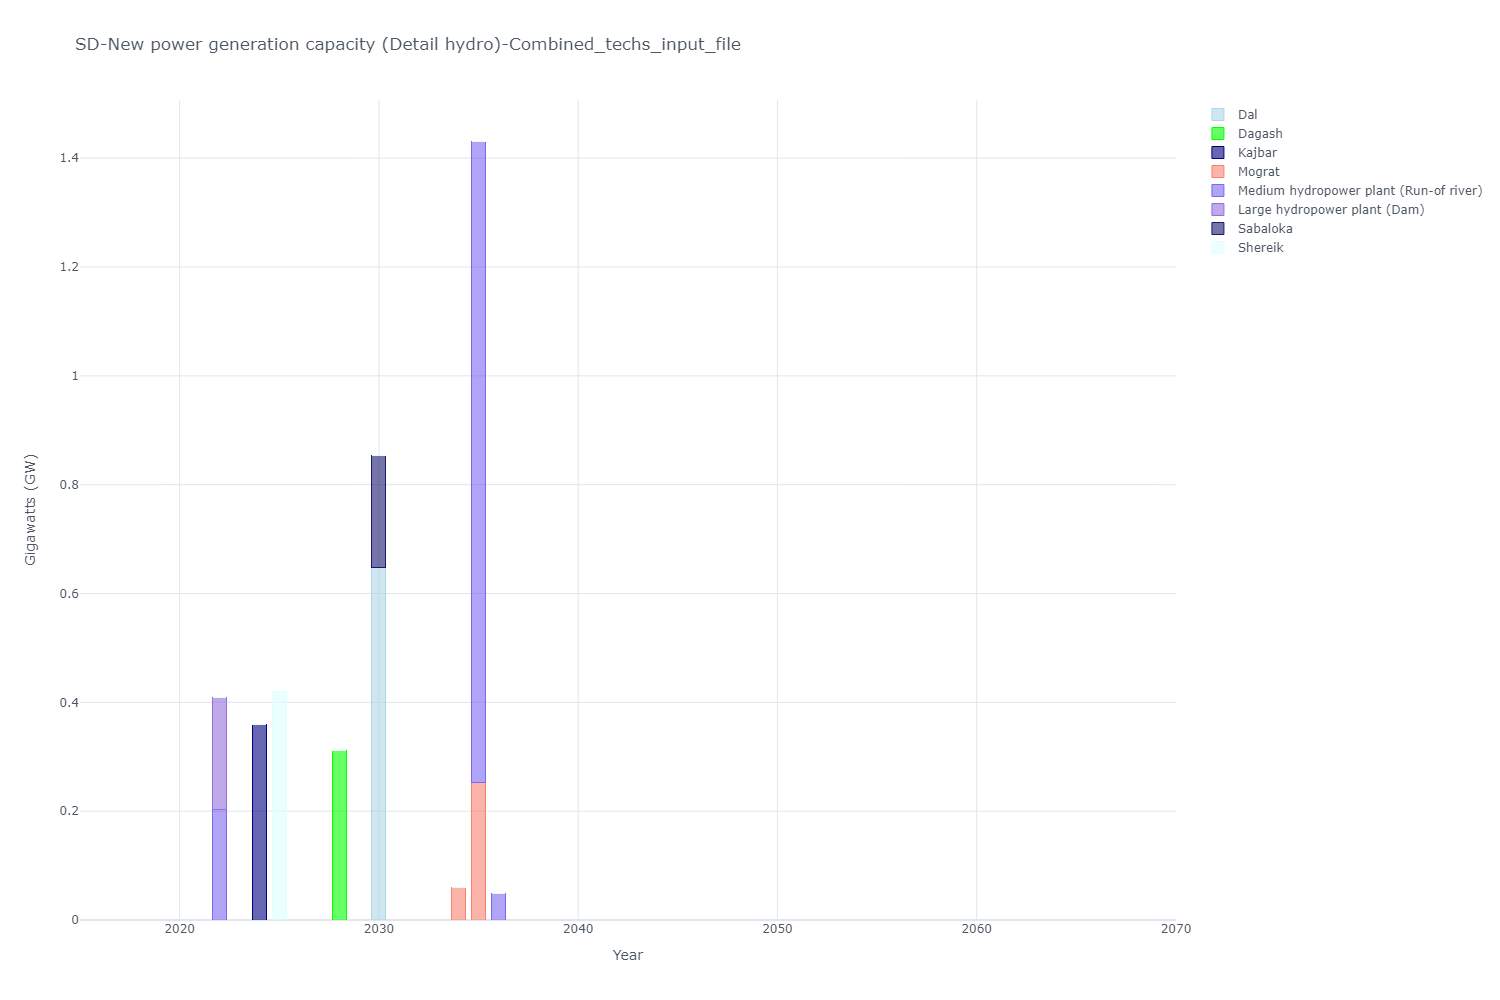 SD-New power generation capacity (Detail hydro)-Combined_techs_input_file
Dal
Dagash
Kajbar
Mograt
Medium hydropower plant (Run-of river)
Large hydropower plant (Dam)
Sabaloka
Shereik
Gigawatts (GW)
1.4
1.2
1
0.8
0.6
0.4
0.2
0
2020
2030
2040
2050
2060
2070
Year